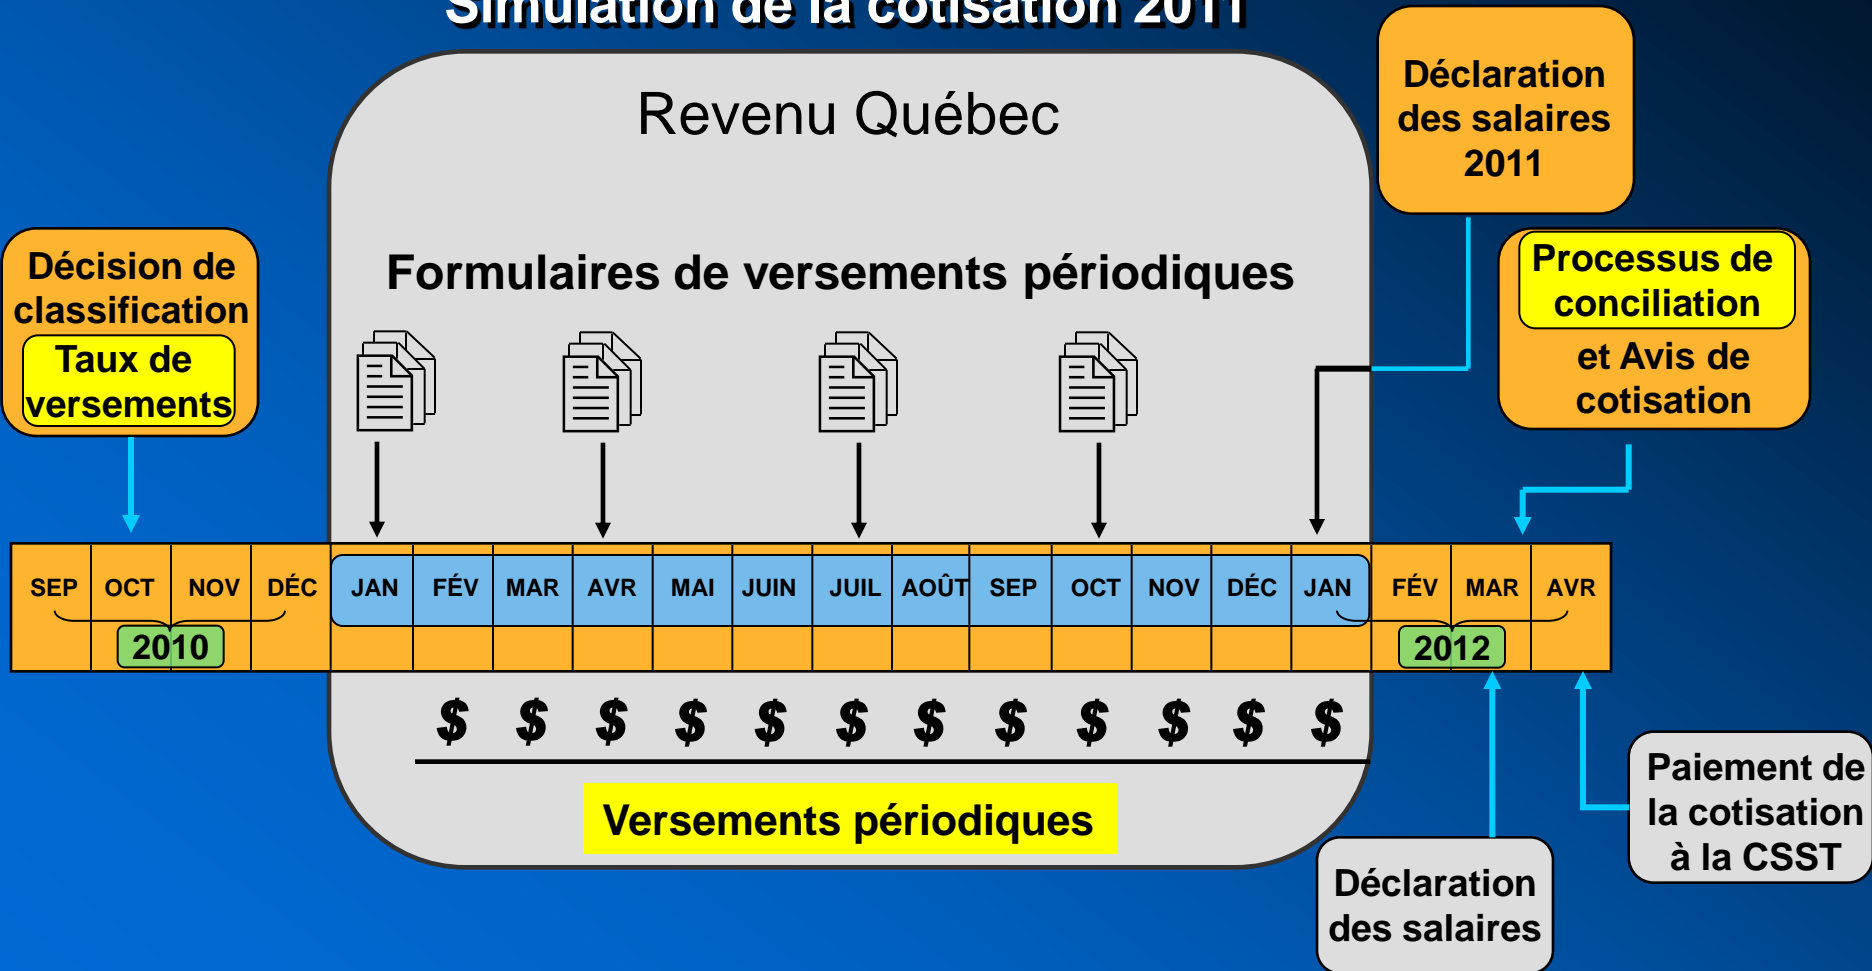 Simulation de la cotisation 2011
Revenu Québec
Déclaration
des salaires
2011
Décision de
classification
Taux de
versements
Formulaires de versements périodiques
Processus de
conciliation
et Avis de
cotisation
SEP OCT NOV DÉC JAN FÉV MAR AVR MAI JUIN JUIL AOÛT SEP OCT NOV DÉC JAN FÉV MAR AVR
2010 2012
$ $ $ $ $ $ $ $ $ $ $ $
Versements périodiques
Paiement de
la cotisation
à la CSST
Déclaration
des salaires